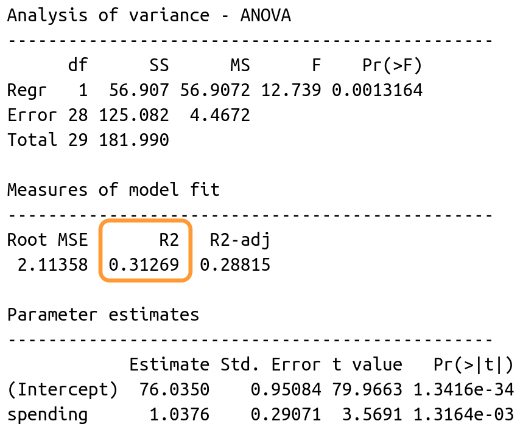 Analysis of variance - ANOVA
--------------------------------------------------
      df      SS      MS      F    Pr(>F)
Regr   1  56.907 56.9072 12.739 0.0013164
Error 28 125.082  4.4672
Total 29 181.990
Measures of model fit
--------------------------------------------------
Root MSE       R2   R2-adj
 2.11358  0.31269  0.28815
Parameter estimates
--------------------------------------------------
            Estimate Std. Error t value   Pr(>|t|)
(Intercept)  76.0350    0.95084 79.9663 1.3416e-34
spending      1.0376    0.29071  3.5691 1.3164e-03